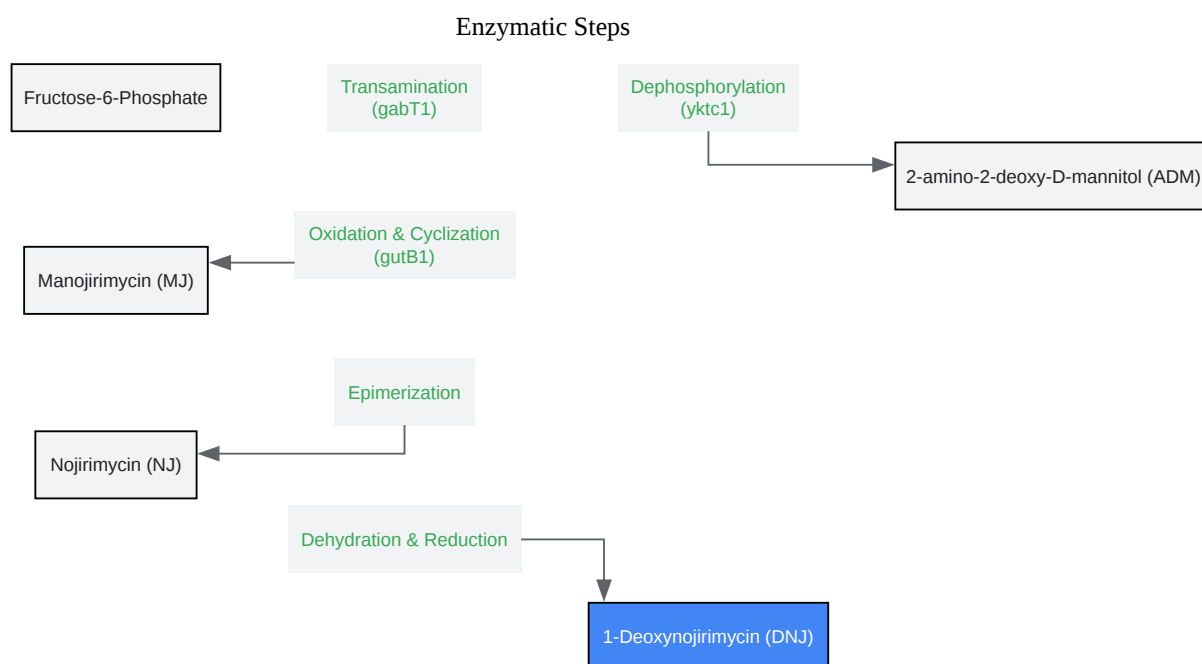 Enzymatic Steps
Fructose-6-Phosphate
Transamination
(gabT1)
Dephosphorylation
(yktc1)
2-amino-2-deoxy-D-mannitol (ADM)
Oxidation & Cyclization
(gutB1)
Manojirimycin (MJ)
Epimerization
Nojirimycin (NJ)
Dehydration & Reduction
1-Deoxynojirimycin (DNJ)